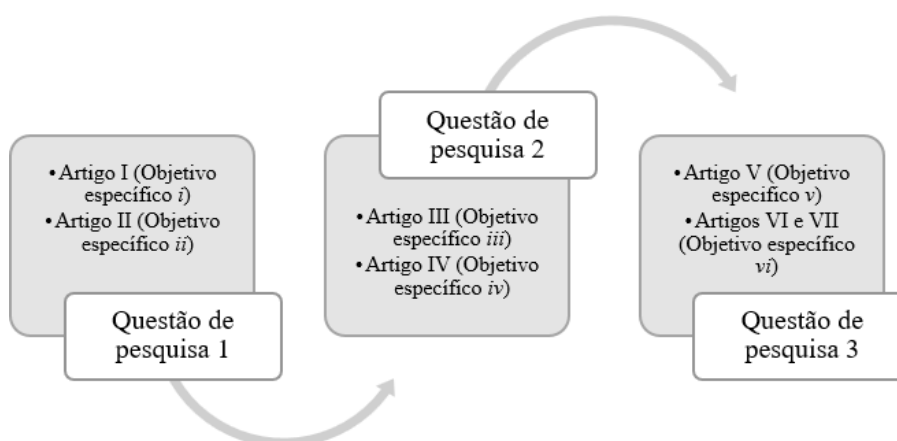 •Artigo I (Objetivo
específico i)
•Artigo II (Objetivo
específico ii)
Questão de
pesquisa 1
Questão de
pesquisa 2
•Artigo III (Objetivo
específico iii)
•Artigo IV (Objetivo
específico iv)
•Artigo V (Objetivo
especifico v)
•Artigos VI e VII
(Objetivo específico
vi)
Questão de
pesquisa 3